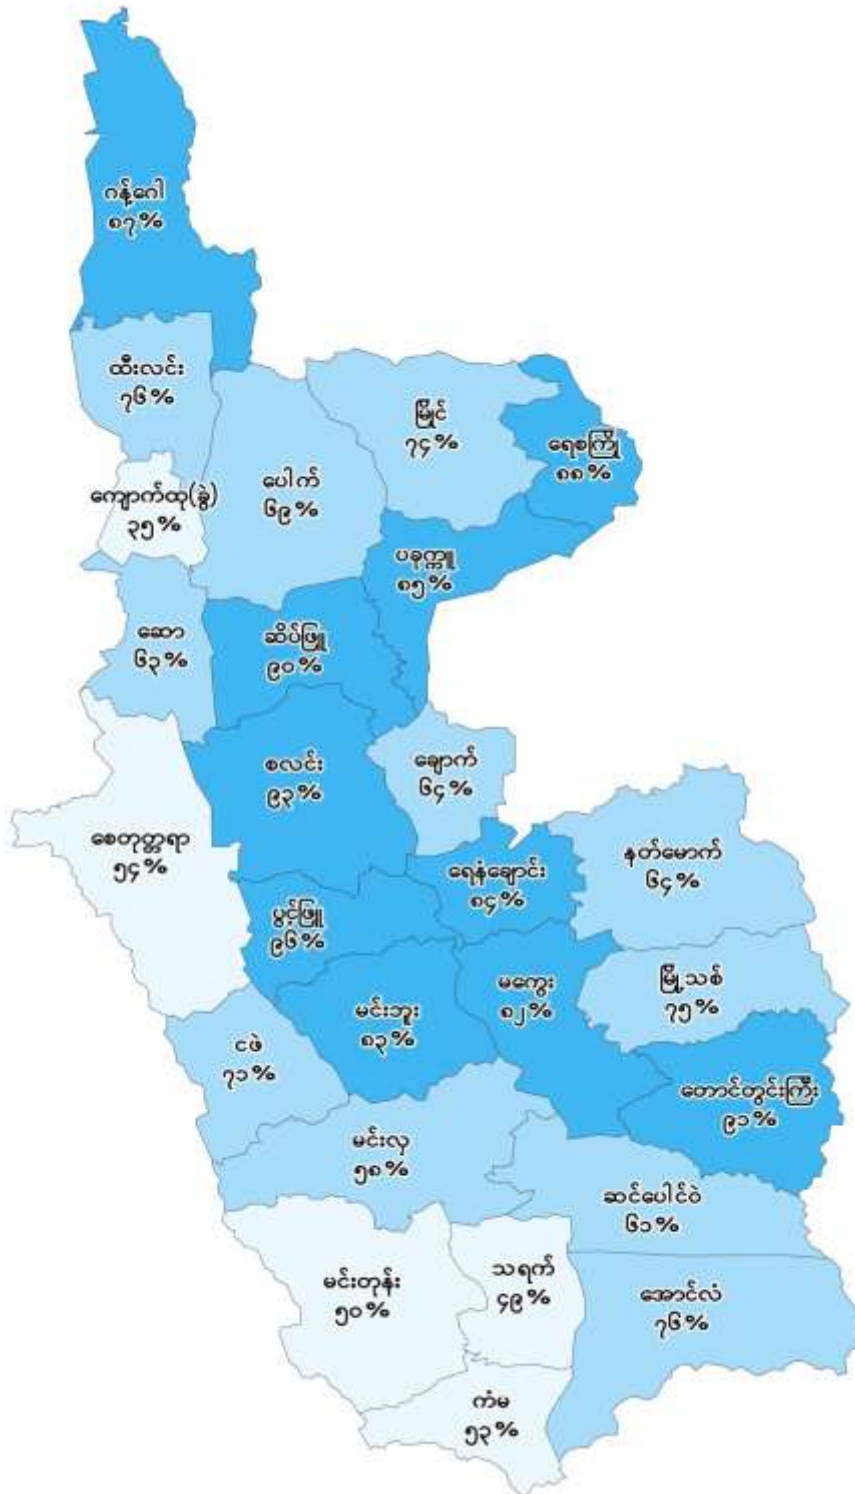 ဂန့်ဂေါ
၈၇%
ထီးလင်း
၇၆%
မြိုင်
၇၄%
ရေစကြို
၈၈%
ပေါက်
၆၉%
ကျောက်ထု(ခွဲ)
၃၅%
ပခုက္ကူ
၈၅%
ဆော
၆၃%
ဆိပ်ဖြူ
၉၀%
စလင်း
၉၃%
ချောက်
၆၄%
စေတုတ္တရာ
၅၄%
ရေနံချောင်း
၈၄%
နတ်မောက်
၆၄%
ပွင့်ဖြူ
၉၆%
မကွေး
၈၂%
မြို့သစ်
၇၅%
မင်းဘူး
၈၃%
ငဖဲ
၇၁%
တောင်တွင်းကြီး
၉၁%
မင်းလှ
၅၈%
ဆင်ပေါင်ဝဲ
၆၁%
မင်းတုန်း
၅၀%
သရက်
၄၉%
အောင်လံ
၇၆%
ကံမ
၅၃%